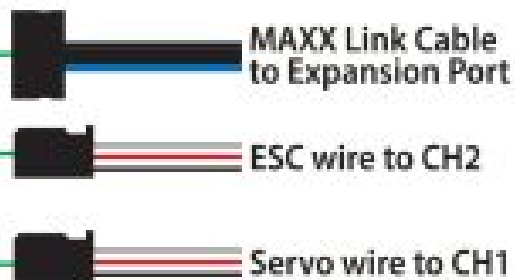 MAXX Link Cable
to Expansion Port
ESC wire to CH2
Servo wire to CH1